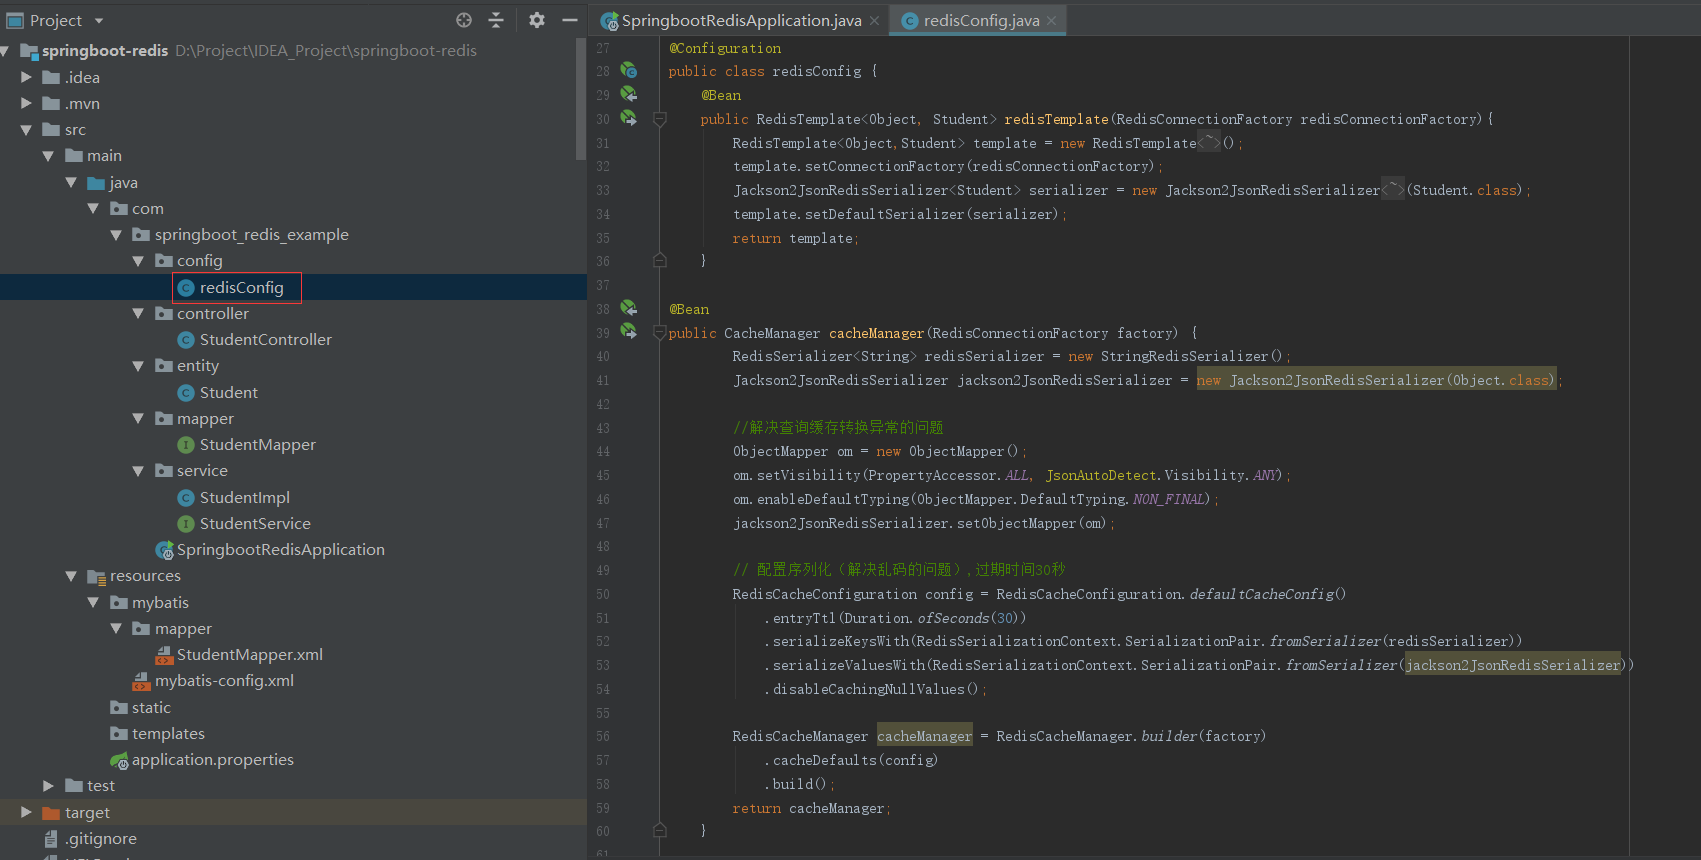 Project
springboot-redis D:\Project\IDEA_Project\springboot-redis
.idea
.mvn
src
main
java
com
springboot_redis_example
config
redisConfig
controller
StudentController
entity
Student
mapper
StudentMapper
service
StudentImpl
StudentService
SpringbootRedisApplication
resources
mybatis
mapper
StudentMapper.xml
mybatis-config.xml
static
templates
application.properties
test
target
.gitignore
SpringbootRedisApplication.java
redisConfig.java
27 @Configuration
28 public class redisConfig {
29 @Bean
30 public RedisTemplate<Object, Student> redisTemplate(RedisConnectionFactory redisConnectionFactory){
31 RedisTemplate<Object,Student> template = new RedisTemplate<~>();
32 template.setConnectionFactory(redisConnectionFactory);
33 Jackson2JsonRedisSerializer<Student> serializer = new Jackson2JsonRedisSerializer<~>(Student.class);
34 template.setDefaultSerializer(serializer);
35 return template;
36 }
37
38 @Bean
39 public CacheManager cacheManager(RedisConnectionFactory factory) {
40 RedisSerializer<String> redisSerializer = new StringRedisSerializer();
41 Jackson2JsonRedisSerializer jackson2JsonRedisSerializer = new Jackson2JsonRedisSerializer(Object.class);
42
43 //解决查询缓存转换异常的问题
44 ObjectMapper om = new ObjectMapper();
45 om.setVisibility(PropertyAccessor.ALL, JsonAutoDetect.Visibility.ANY);
46 om.enableDefaultTyping(ObjectMapper.DefaultTyping.NON_FINAL);
47 jackson2JsonRedisSerializer.setObjectMapper(om);
48
49 // 配置序列化（解决乱码的问题）,过期时间30秒
50 RedisCacheConfiguration config = RedisCacheConfiguration.defaultCacheConfig()
51 .entryTtl(Duration.ofSeconds(30))
52 .serializeKeysWith(RedisSerializationContext.SerializationPair.fromSerializer(redisSerializer))
53 .serializeValuesWith(RedisSerializationContext.SerializationPair.fromSerializer(jackson2JsonRedisSerializer))
54 .disableCachingNullValues();
55
56 RedisCacheManager cacheManager = RedisCacheManager.builder(factory)
57 .cacheDefaults(config)
58 .build();
59 return cacheManager;
60 }
61